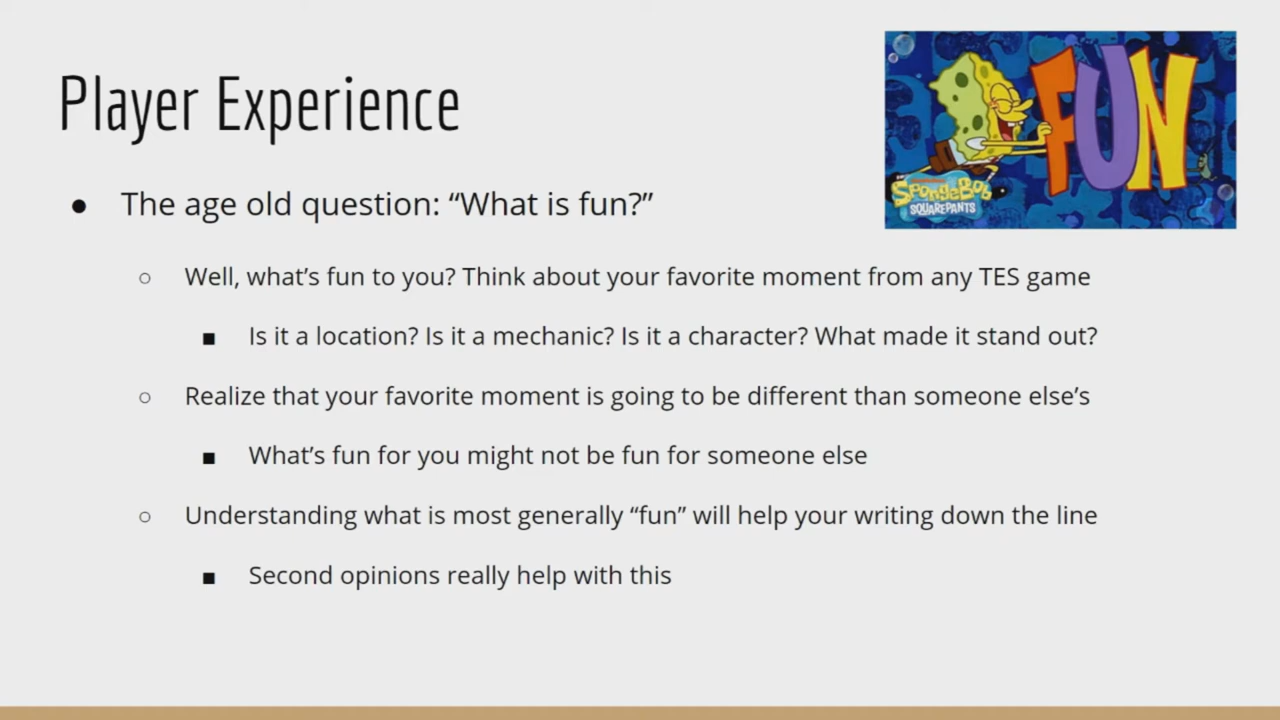 Player Experience
FUN
SpongeBob
SQUAREPANTS
● The age old question: “What is fun?”
○ Well, what’s fun to you? Think about your favorite moment from any TES game
■ Is it a location? Is it a mechanic? Is it a character? What made it stand out?
○ Realize that your favorite moment is going to be different than someone else’s
■ What’s fun for you might not be fun for someone else
○ Understanding what is most generally “fun” will help your writing down the line
■ Second opinions really help with this